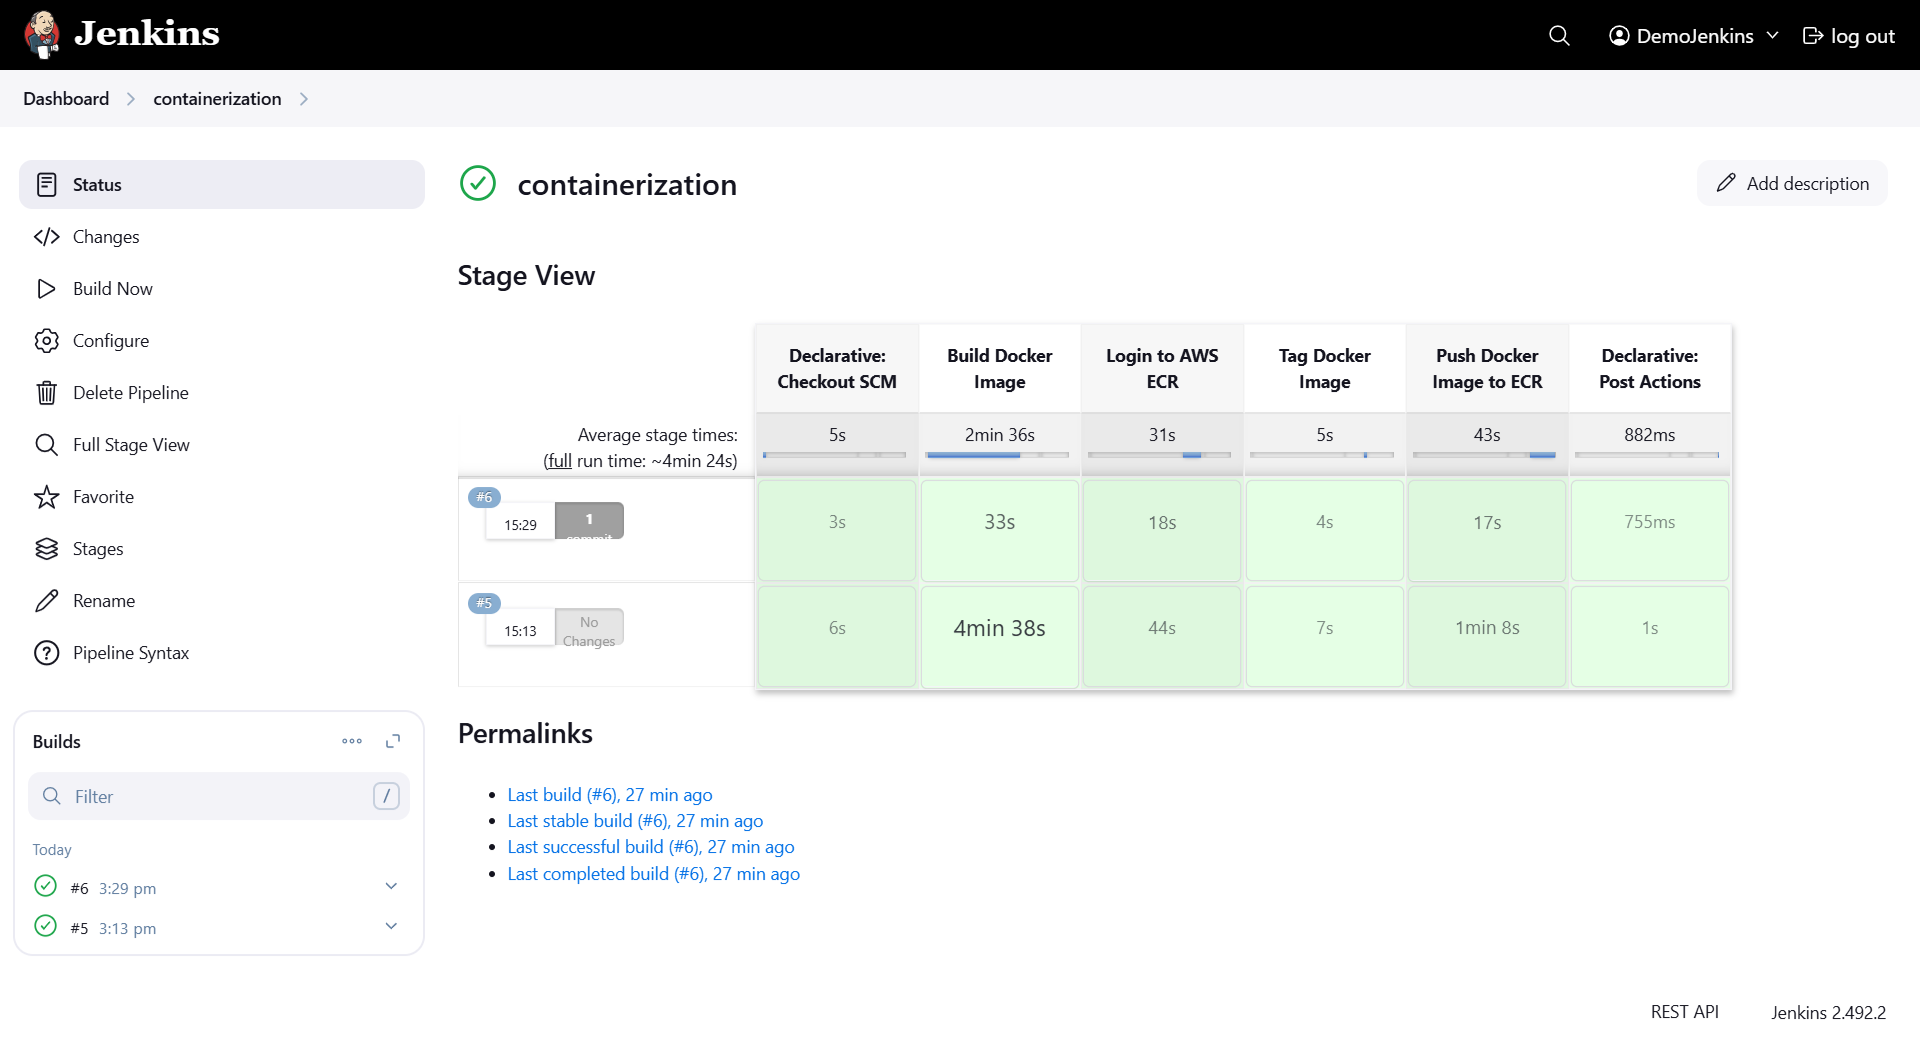 Jenkins
DemoJenkins
log out
Dashboard
containerization
Status
Changes
Build Now
Configure
Delete Pipeline
Full Stage View
Favorite
Stages
Rename
Pipeline Syntax
Builds
Filter
/
Today
#6 3:29 pm
#5 3:13 pm
containerization
Add description
Stage View
Declarative: Checkout SCM
Build Docker Image
Login to AWS ECR
Tag Docker Image
Push Docker Image to ECR
Declarative: Post Actions
Average stage times:
(full run time: ~4min 24s)
5s
2min 36s
31s
5s
43s
882ms
#6
15:29
1
commit
3s
33s
18s
4s
17s
755ms
#5
15:13
No
Changes
6s
4min 38s
44s
7s
1min 8s
1s
Permalinks
Last build (#6), 27 min ago
Last stable build (#6), 27 min ago
Last successful build (#6), 27 min ago
Last completed build (#6), 27 min ago
REST API
Jenkins 2.492.2